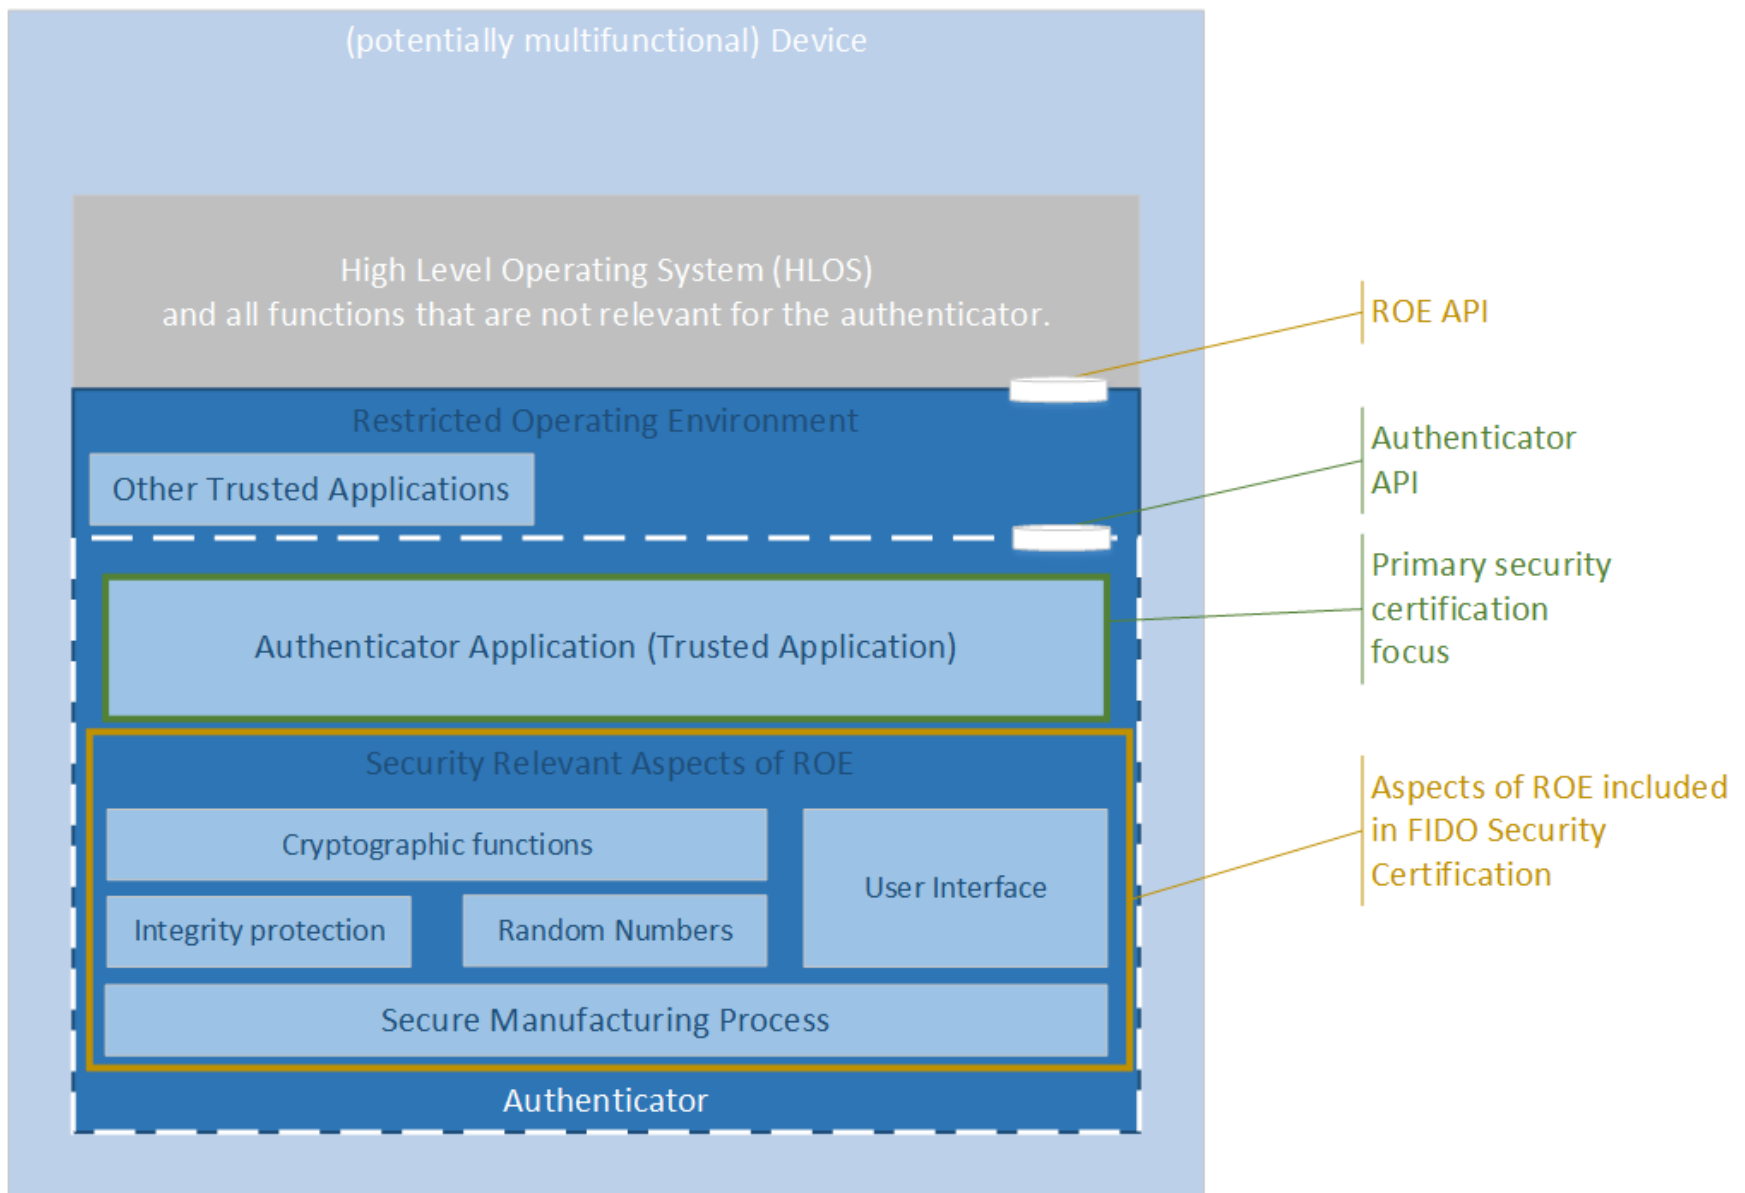 (potentially multifunctional) Device
High Level Operating System (HLOS)
and all functions that are not relevant for the authenticator.
ROE API
Restricted Operating Environment
Other Trusted Applications
Authenticator
API
Authenticator Application (Trusted Application)
Primary security
certification
focus
Security Relevant Aspects of ROE
Cryptographic functions
User Interface
Integrity protection
Random Numbers
Secure Manufacturing Process
Aspects of ROE included
in FIDO Security
Certification
Authenticator